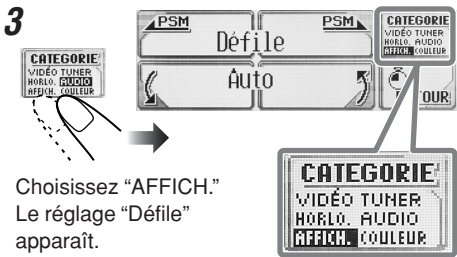 3
CATEGORIE
VIDÉO TUNER
HORLO. AUDIO
AFFICH. COULEUR
PSM PSM
Défile
Auto
CATEGORIE
VIDÉO TUNER
HORLO. AUDIO
AFFICH. COULEUR
CATEGORIE
VIDÉO TUNER
HORLO. AUDIO
AFFICH. COULEUR
Choisissez “AFFICH.”
Le réglage “Défile”
apparaît.